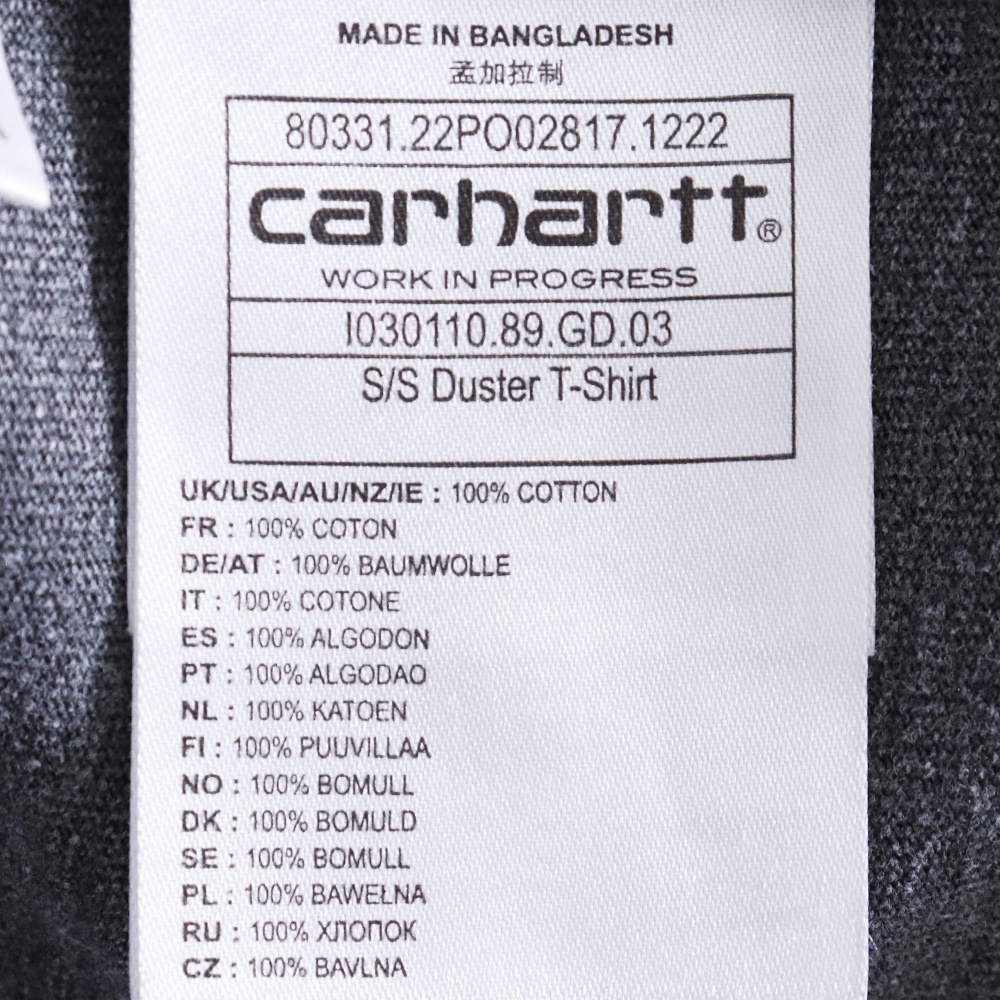 MADE IN BANGLADESH
孟加拉制
80331.22PO02817.1222
carhartt®
WORK IN PROGRESS
I030110.89.GD.03
S/S Duster T-Shirt
UK/USA/AU/NZ/IE : 100% COTTON
FR : 100% COTON
DE/AT : 100% BAUMWOLLE
IT : 100% COTONE
ES : 100% ALGODON
PT : 100% ALGODAO
NL : 100% KATOEN
FI : 100% PUUVILLAA
NO : 100% BOMULL
DK : 100% BOMULD
SE : 100% BOMULL
PL : 100% BAWEŁNA
RU : 100% ХЛОПОК
CZ : 100% BAVLNA